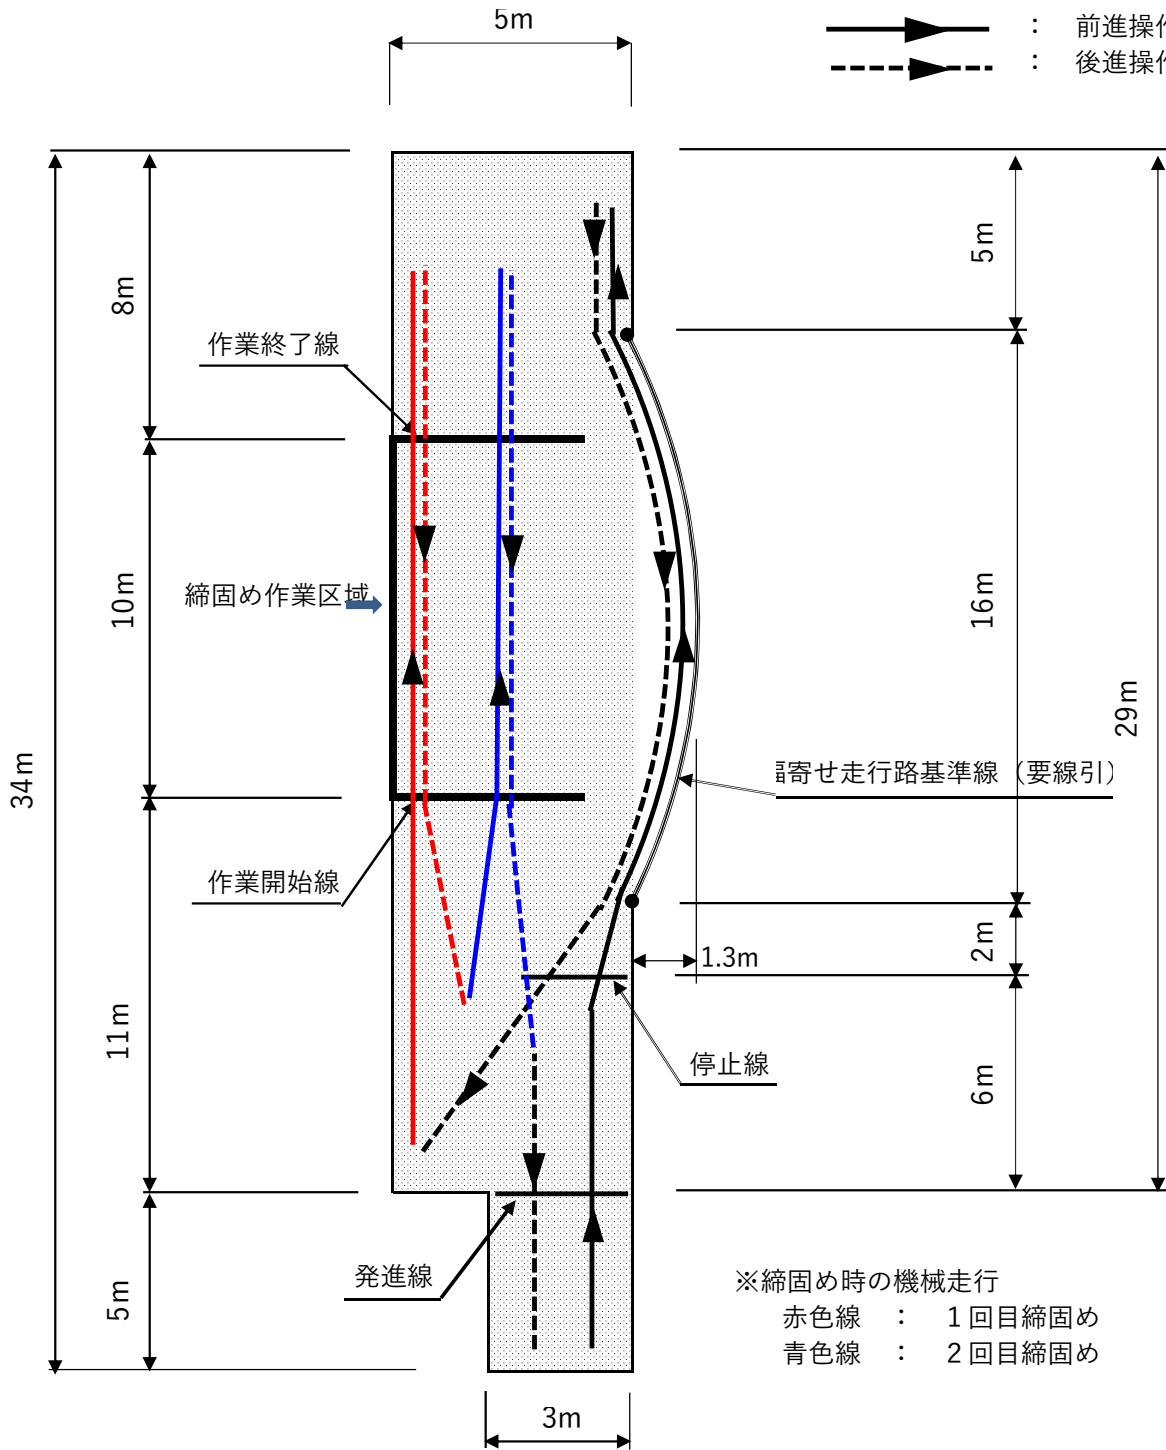 5m
： 前進操作
： 後進操作
8m
5m
作業終了線
締固め作業区域
10m
16m
34m
29m
幅寄せ走行路基準線（要線引）
作業開始線
2m
1.3m
11m
停止線
6m
発進線
5m
※締固め時の機械走行
赤色線 ： 1回目締固め
青色線 ： 2回目締固め
3m